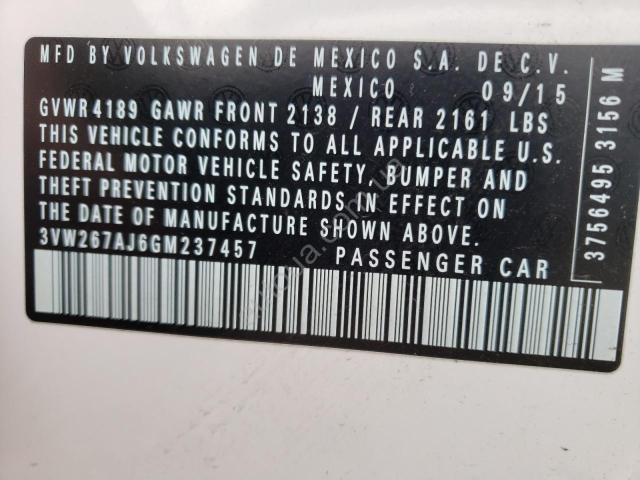 MFD BY VOLKSWAGEN DE MEXICO S.A. DE C.V.
MEXICO 09/15
GVWR 4189 GAWR FRONT 2138 / REAR 2161 LBS
THIS VEHICLE CONFORMS TO ALL APPLICABLE U.S.
FEDERAL MOTOR VEHICLE SAFETY, BUMPER AND
THEFT PREVENTION STANDARDS IN EFFECT ON
THE DATE OF MANUFACTURE SHOWN ABOVE.
3VW267AJ6GM237457 PASSENGER CAR
3756495 3156 M